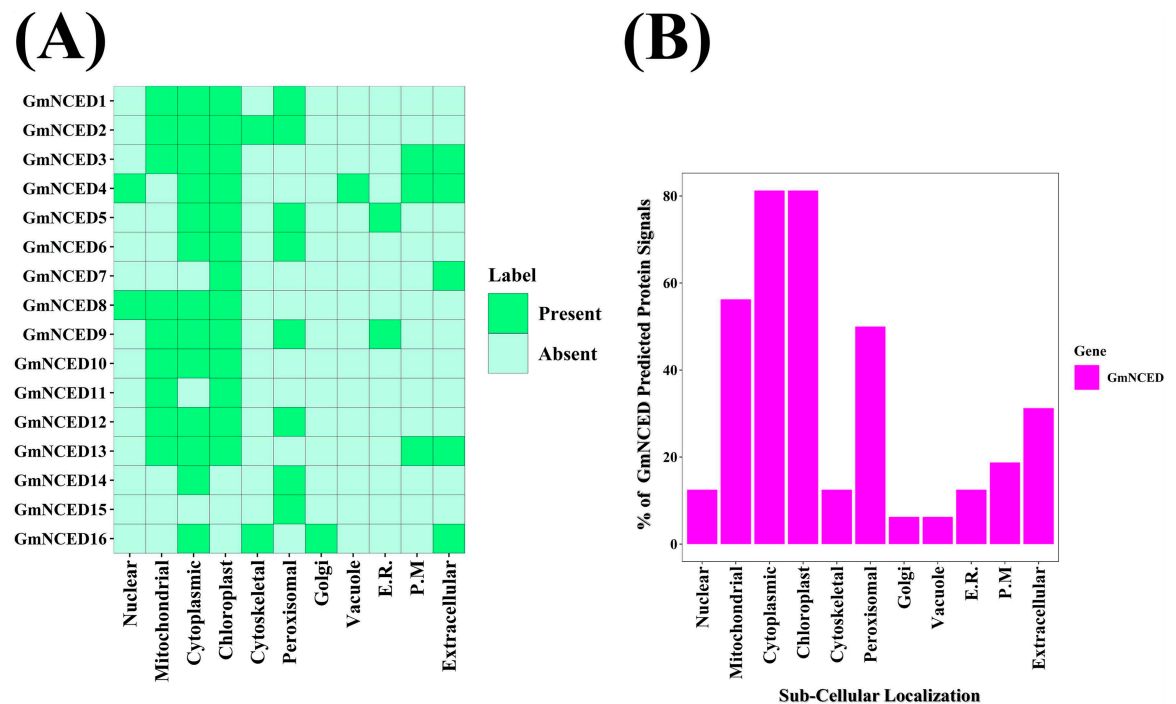 (A)
GmNCED1
GmNCED2
GmNCED3
GmNCED4
GmNCED5
GmNCED6
GmNCED7
GmNCED8
GmNCED9
GmNCED10
GmNCED11
GmNCED12
GmNCED13
GmNCED14
GmNCED15
GmNCED16
Nuclear
Mitochondrial
Cytoplasmic
Chloroplast
Cytoskeletal
Peroxisomal
Golgi
Vacuole
E.R.
P.M
Extracellular
Label
Present
Absent
(B)
% of GmNCED Predicted Protein Signals
80
60
40
20
0
Nuclear
Mitochondrial
Cytoplasmic
Chloroplast
Cytoskeletal
Peroxisomal
Golgi
Vacuole
E.R.
P.M
Extracellular
Sub-Cellular Localization
Gene
GmNCED